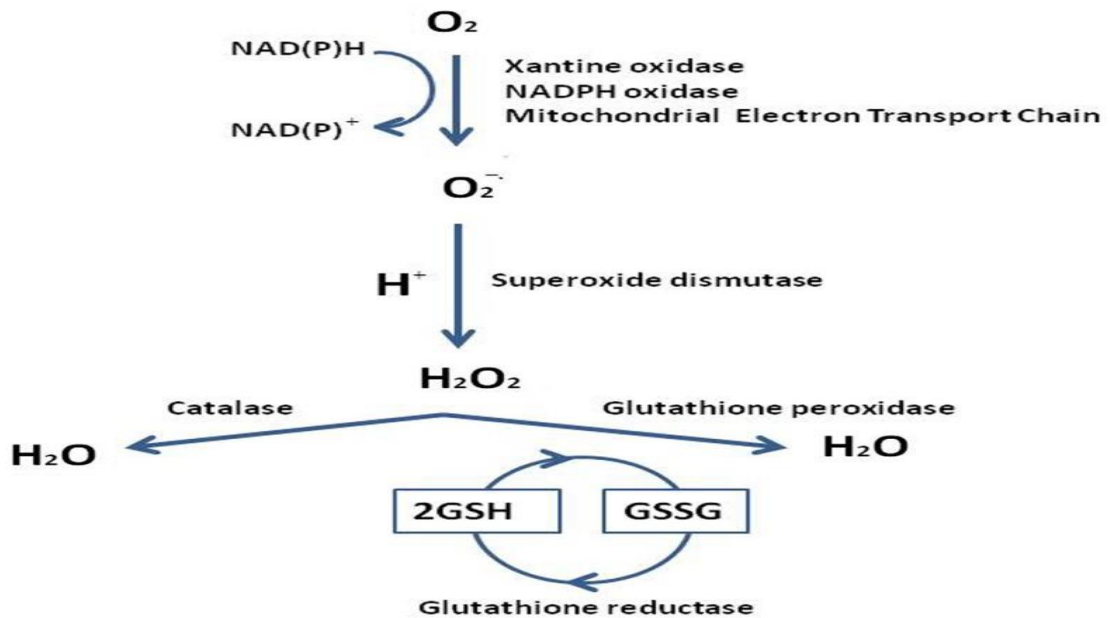 O₂
NAD(P)H
Xantine oxidase
NADPH oxidase
NAD(P)⁺
Mitochondrial Electron Transport Chain
O₂⁻·
H⁺
Superoxide dismutase
H₂O₂
Catalase
Glutathione peroxidase
H₂O
H₂O
2GSH
GSSG
Glutathione reductase